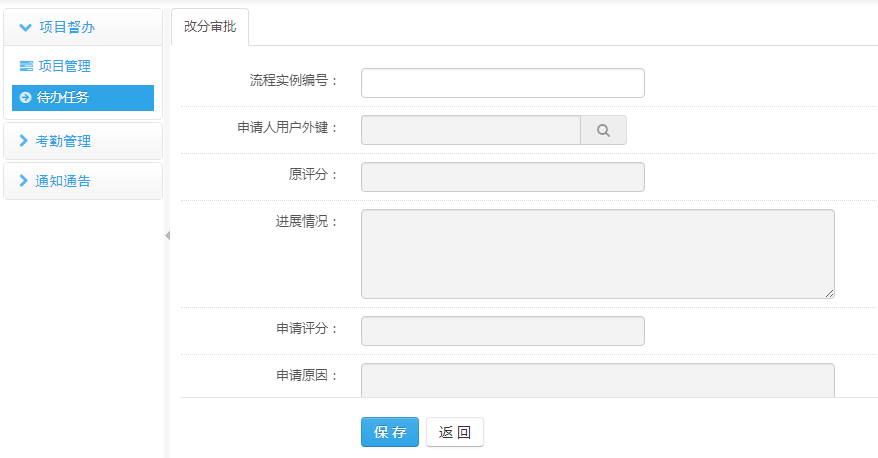 项目督办
项目管理
待办任务
考勤管理
通知通告
改分审批
流程实例编号：
申请人用户外键：
原评分：
进展情况：
申请评分：
申请原因：
保 存
返 回